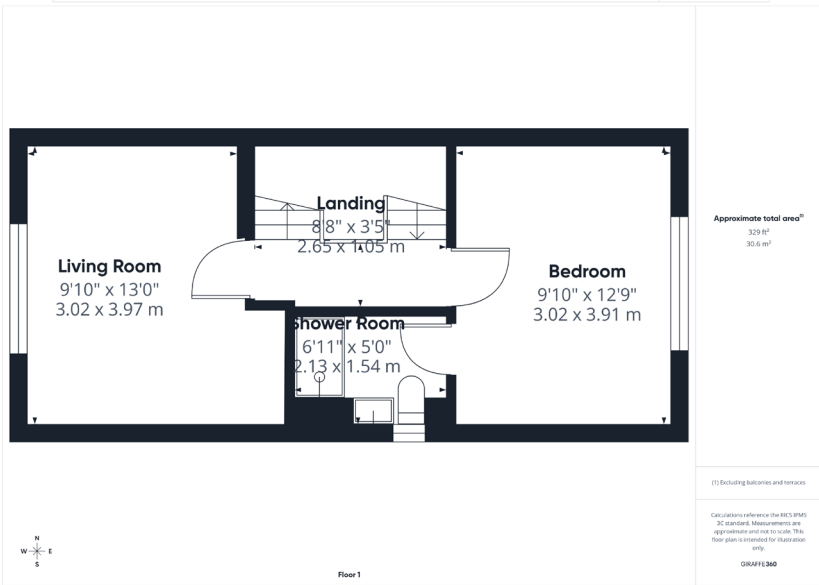 Landing
8'8" x 3'5"
2.65 x 1.05 m
Living Room
9'10" x 13'0"
3.02 x 3.97 m
Bedroom
9'10" x 12'9"
3.02 x 3.91 m
Shower Room
6'11" x 5'0"
2.13 x 1.54 m
Approximate total area(1)
329 ft²
30.6 m²
(1) Excluding balconies and terraces
Calculations reference the RICS IPMS
3C standard. Measurements are
approximate and not to scale. This
floor plan is intended for illustration
only.
GIRAFFE360
N
W E
S
Floor 1